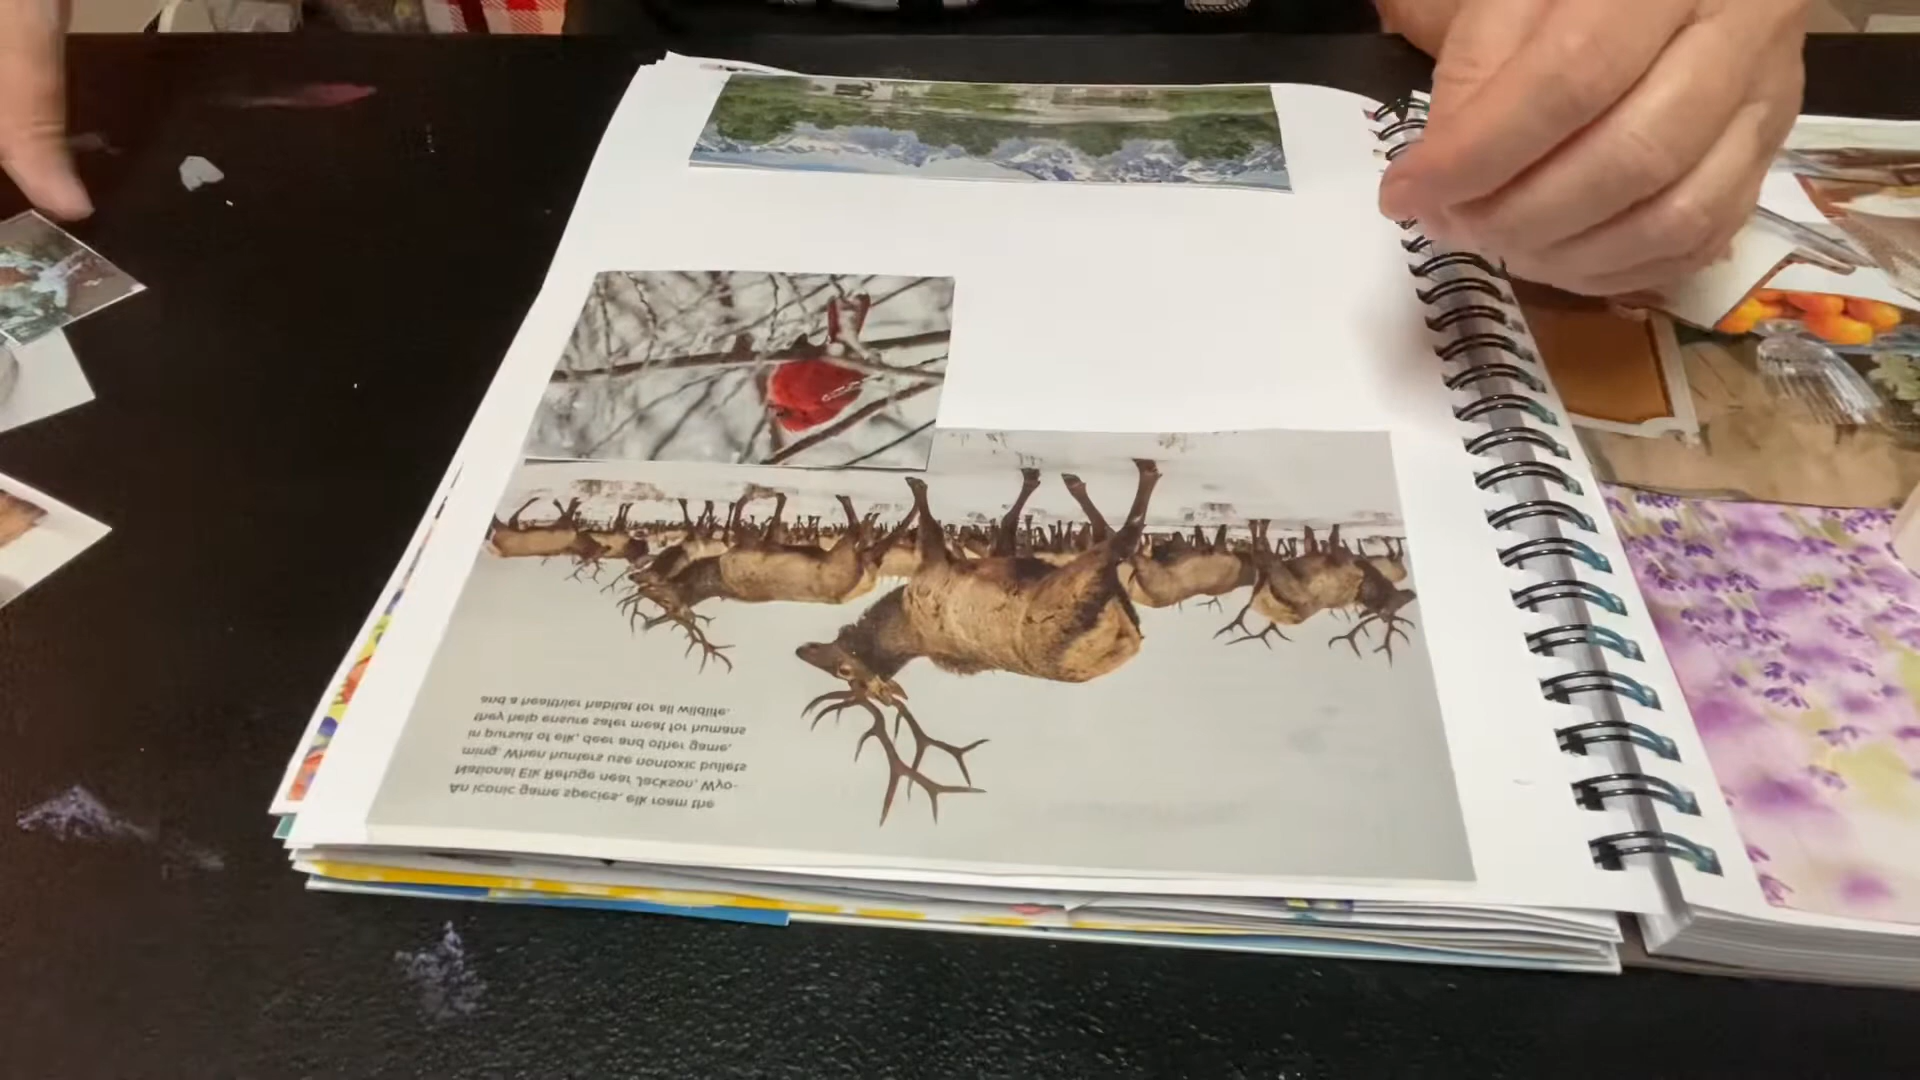 An iconic game species, elk roam the
National Elk Refuge near Jackson, Wyo-
ming. When hunters use nontoxic bullets
in pursuit of elk, deer and other game,
they help ensure safer meat for humans
and a healthier habitat for all wildlife.